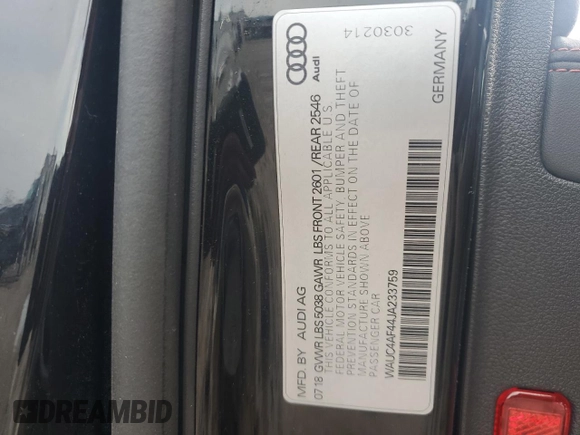 MFD. BY AUDI AG
07 18 GVWR LBS 5038 GAWR LBS FRONT 2601 / REAR 2546
THIS VEHICLE CONFORMS TO ALL APPLICABLE U S
FEDERAL MOTOR VEHICLE SAFETY, BUMPER AND THEFT
PREVENTION STANDARDS IN EFFECT ON THE DATE OF
MANUFACTURE SHOWN ABOVE
PASSENGER CAR
WAUC4AF44JA233759
Audi
3030214
GERMANY
DREAMBID